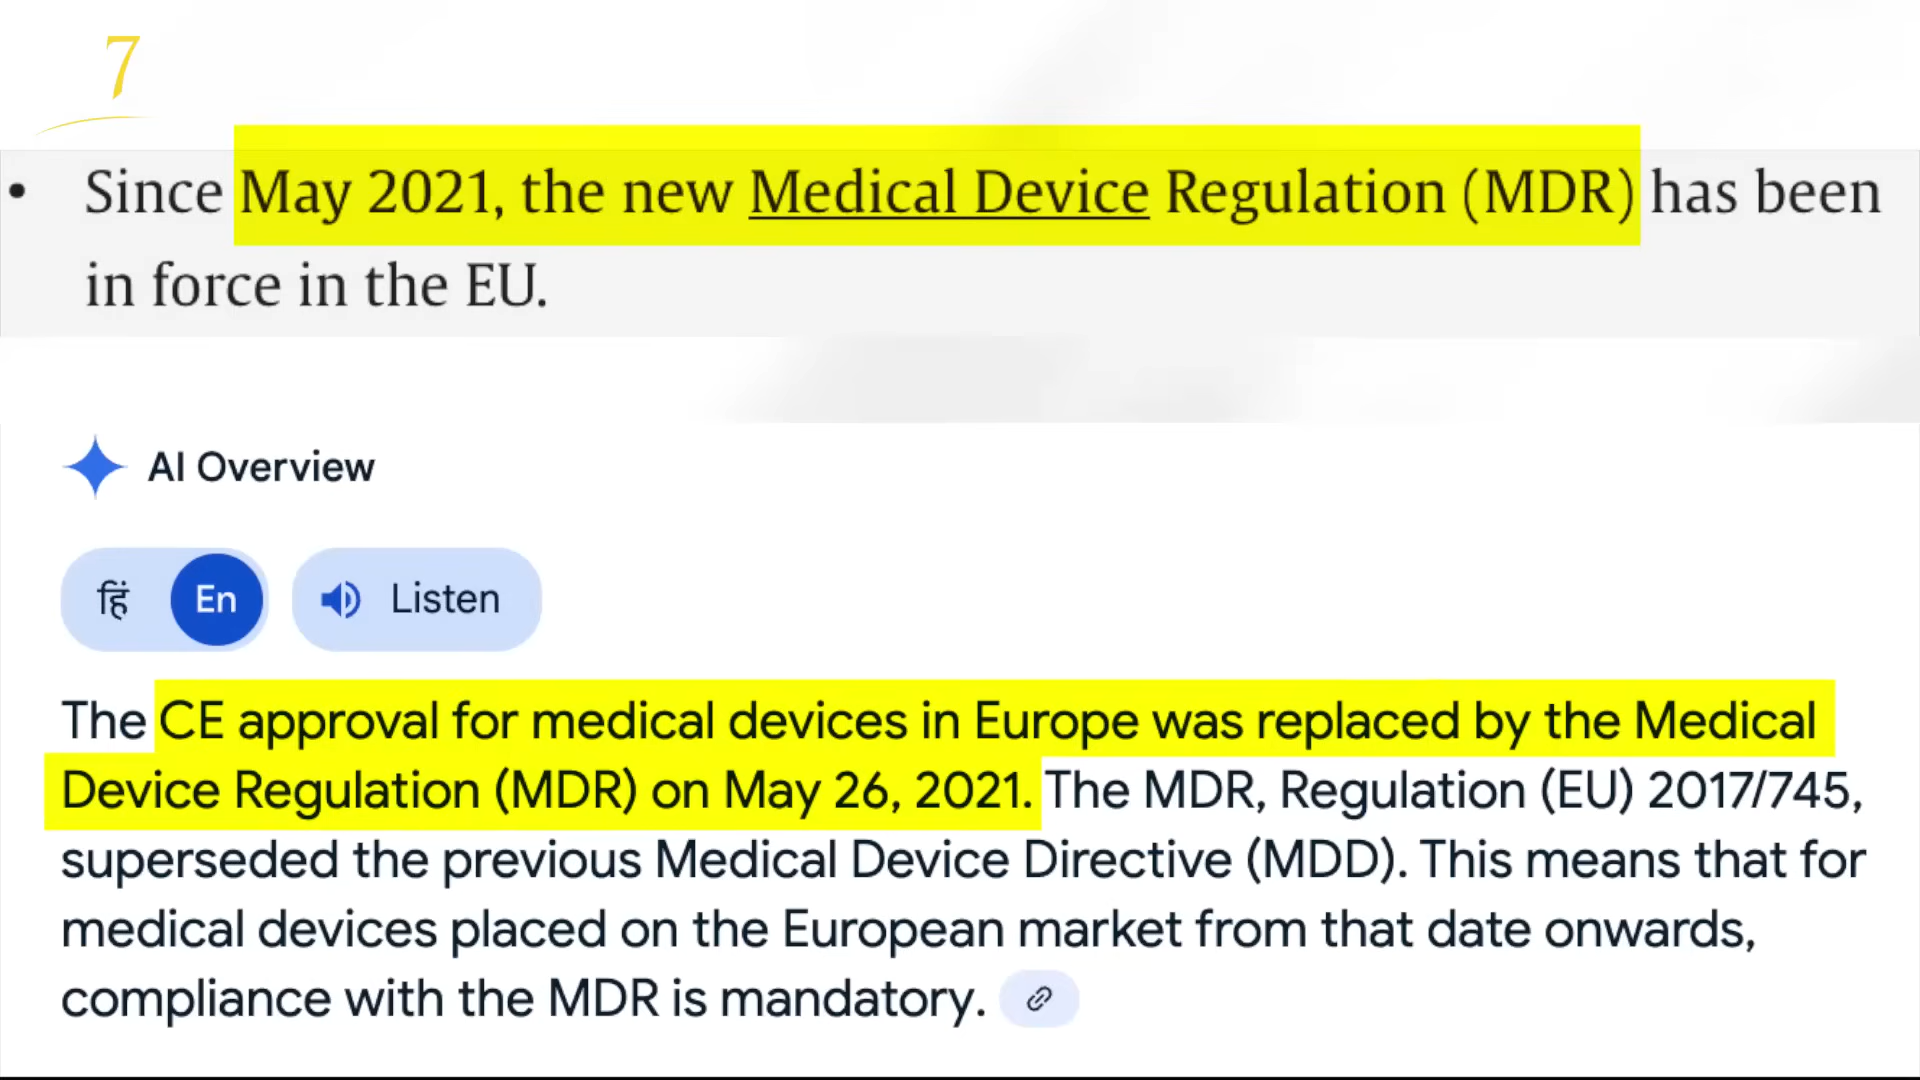 7
• Since May 2021, the new Medical Device Regulation (MDR) has been
in force in the EU.
AI Overview
हिं En Listen
The CE approval for medical devices in Europe was replaced by the Medical
Device Regulation (MDR) on May 26, 2021. The MDR, Regulation (EU) 2017/745,
superseded the previous Medical Device Directive (MDD). This means that for
medical devices placed on the European market from that date onwards,
compliance with the MDR is mandatory.